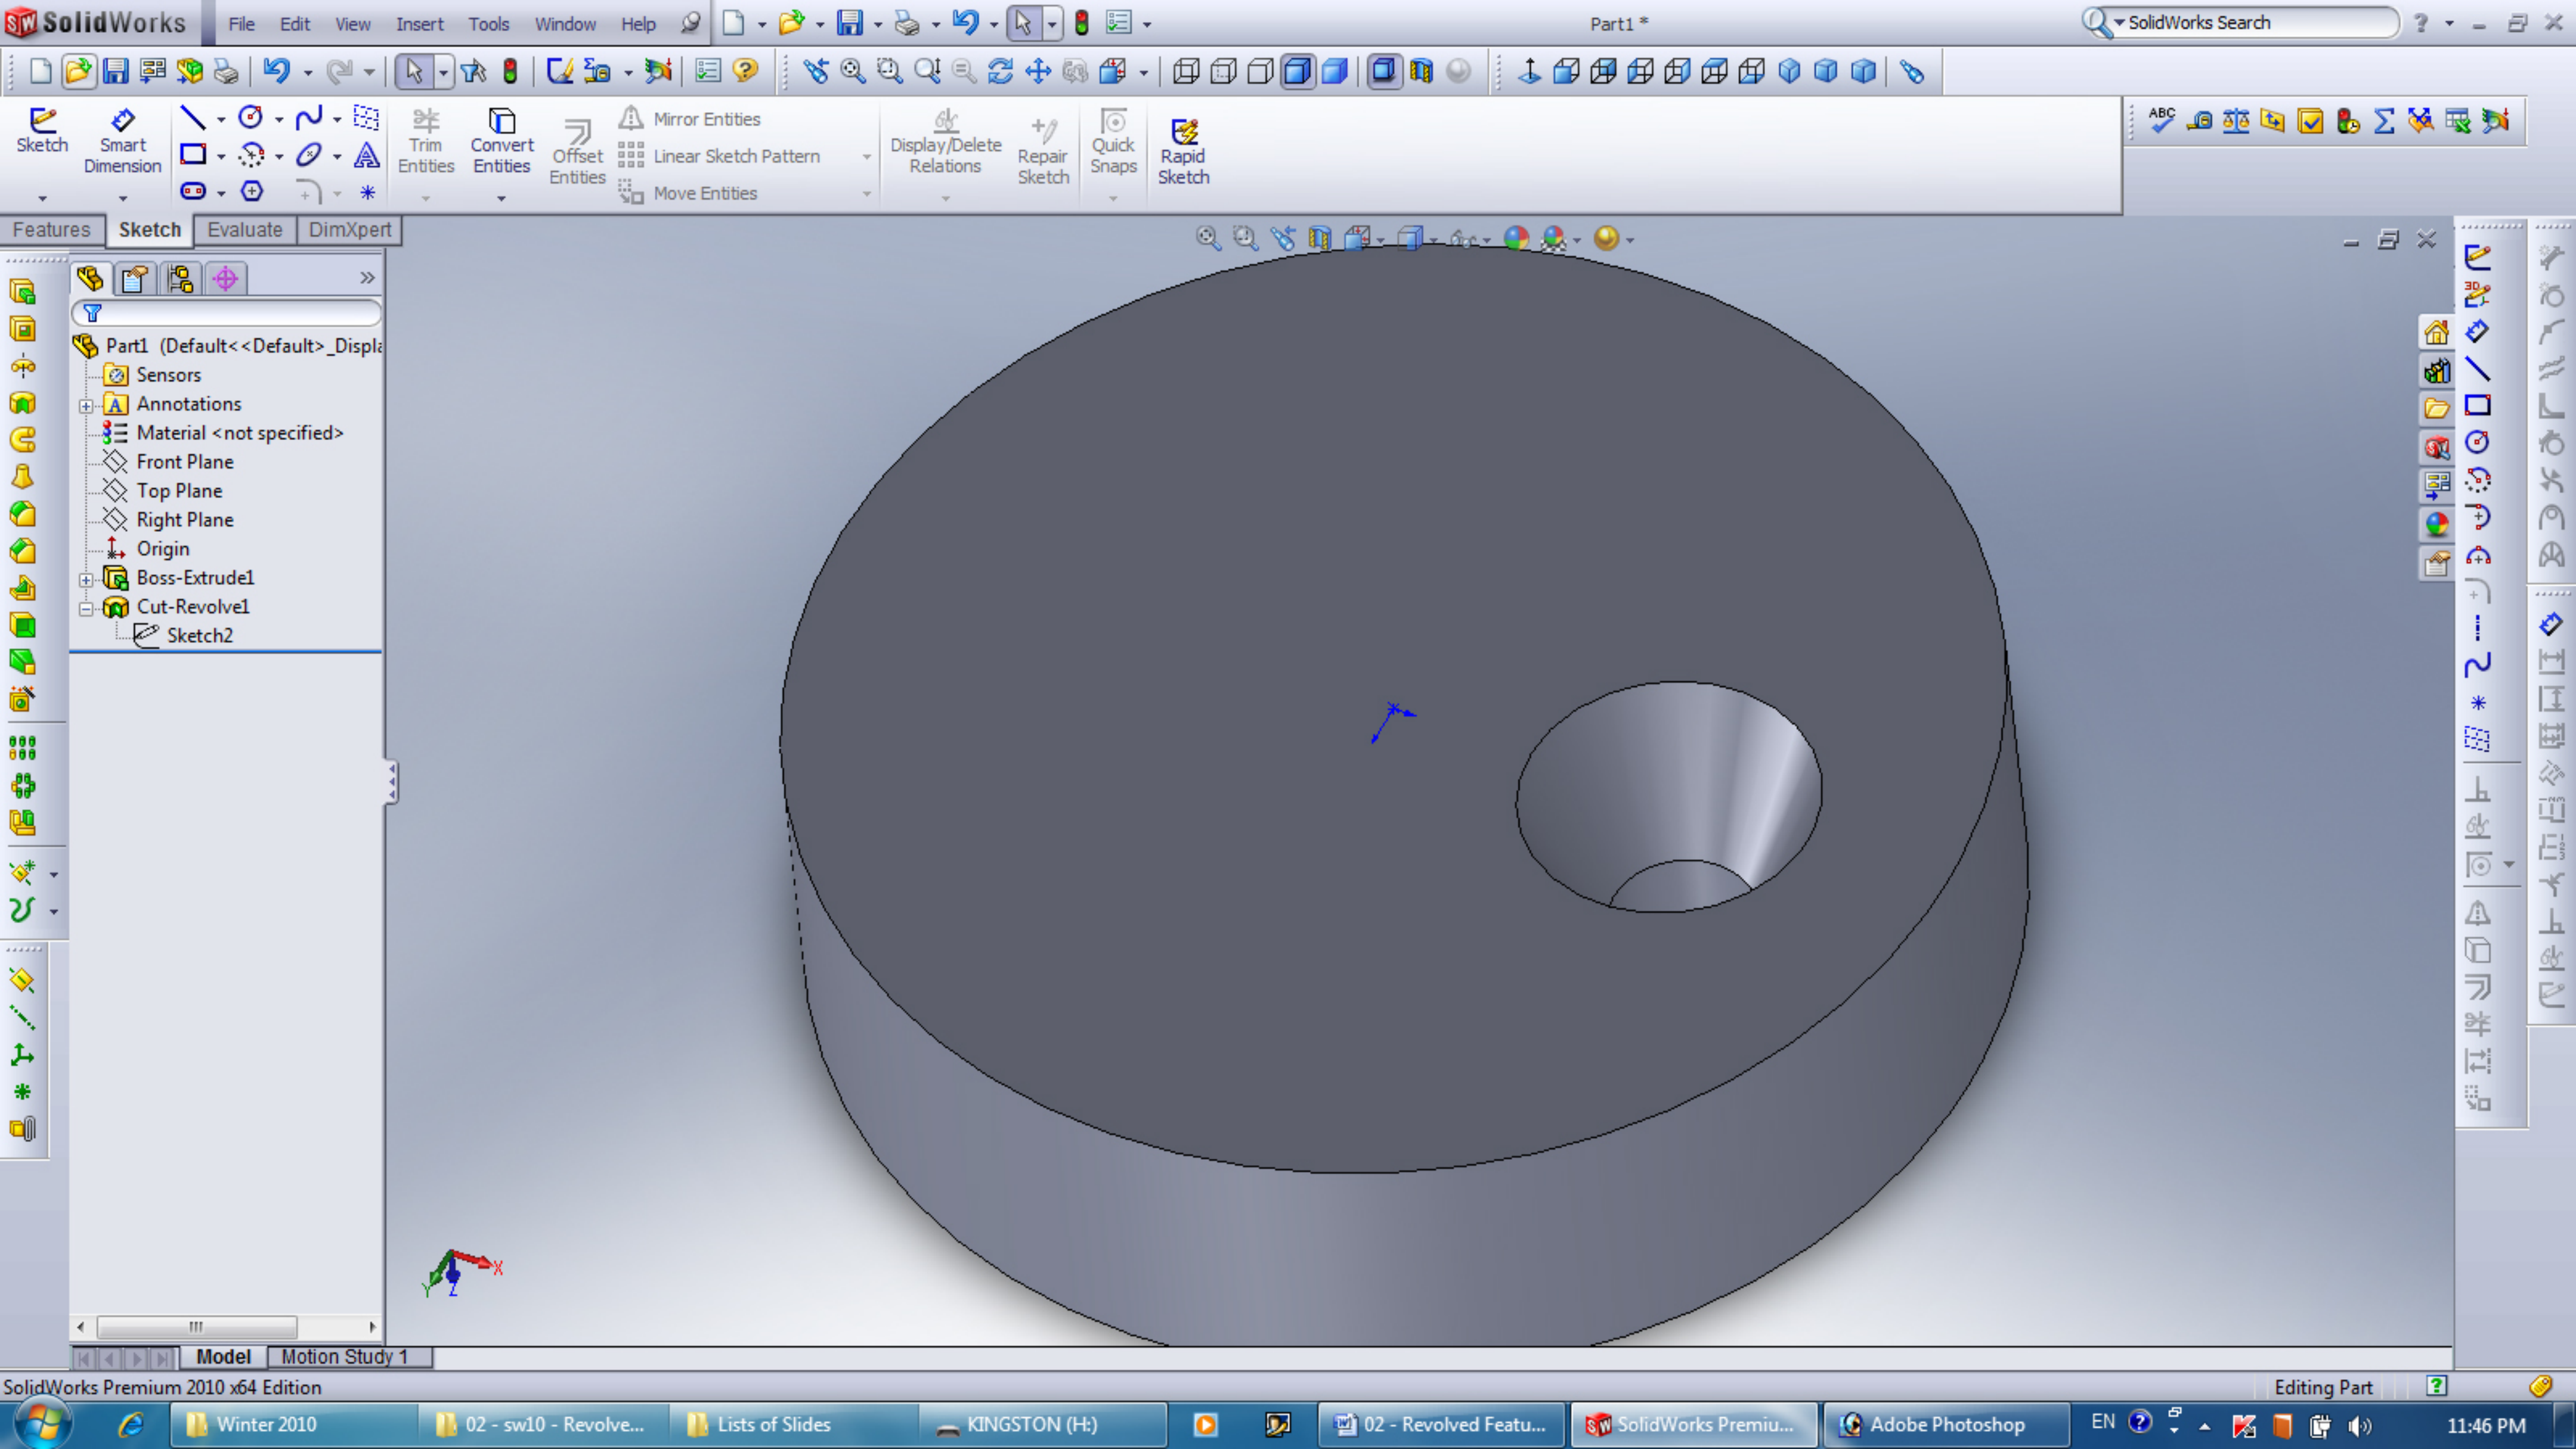 SolidWorks File Edit View Insert Tools Window Help Part1 * SolidWorks Search ?
Sketch Smart Dimension Trim Entities Convert Entities Offset Entities Mirror Entities Linear Sketch Pattern Move Entities Display/Delete Relations Repair Sketch Quick Snaps Rapid Sketch ABC
Features Sketch Evaluate DimXpert
Part1 (Default<<Default>_Displa
Sensors
Annotations
Material <not specified>
Front Plane
Top Plane
Right Plane
Origin
Boss-Extrude1
Cut-Revolve1
Sketch2
3D
X
Y
Z
Model Motion Study 1
SolidWorks Premium 2010 x64 Edition Editing Part
Winter 2010 02 - sw10 - Revolve... Lists of Slides KINGSTON (H:) 02 - Revolved Featu... SolidWorks Premiu... Adobe Photoshop EN 11:46 PM